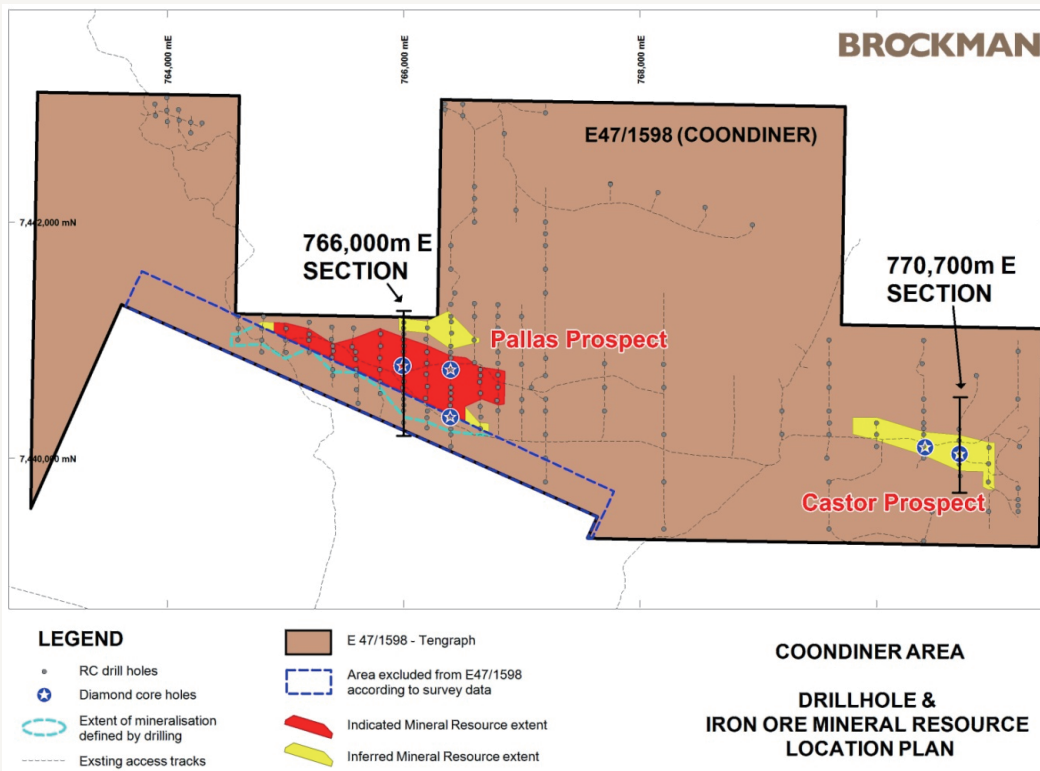 764,000 mE
766,000 mE
768,000 mE
BROCKMAN
E47/1598 (COONDINER)
7,442,000 mN
766,000m E
SECTION
770,700m E
SECTION
Pallas Prospect
7,440,000 mN
Castor Prospect
LEGEND
RC drill holes
Diamond core holes
Extent of mineralisation
defined by drilling
Exsting access tracks
E 47/1598 - Tengraph
Area excluded from E47/1598
according to survey data
Indicated Mineral Resource extent
Inferred Mineral Resource extent
COONDINER AREA
DRILLHOLE &
IRON ORE MINERAL RESOURCE
LOCATION PLAN